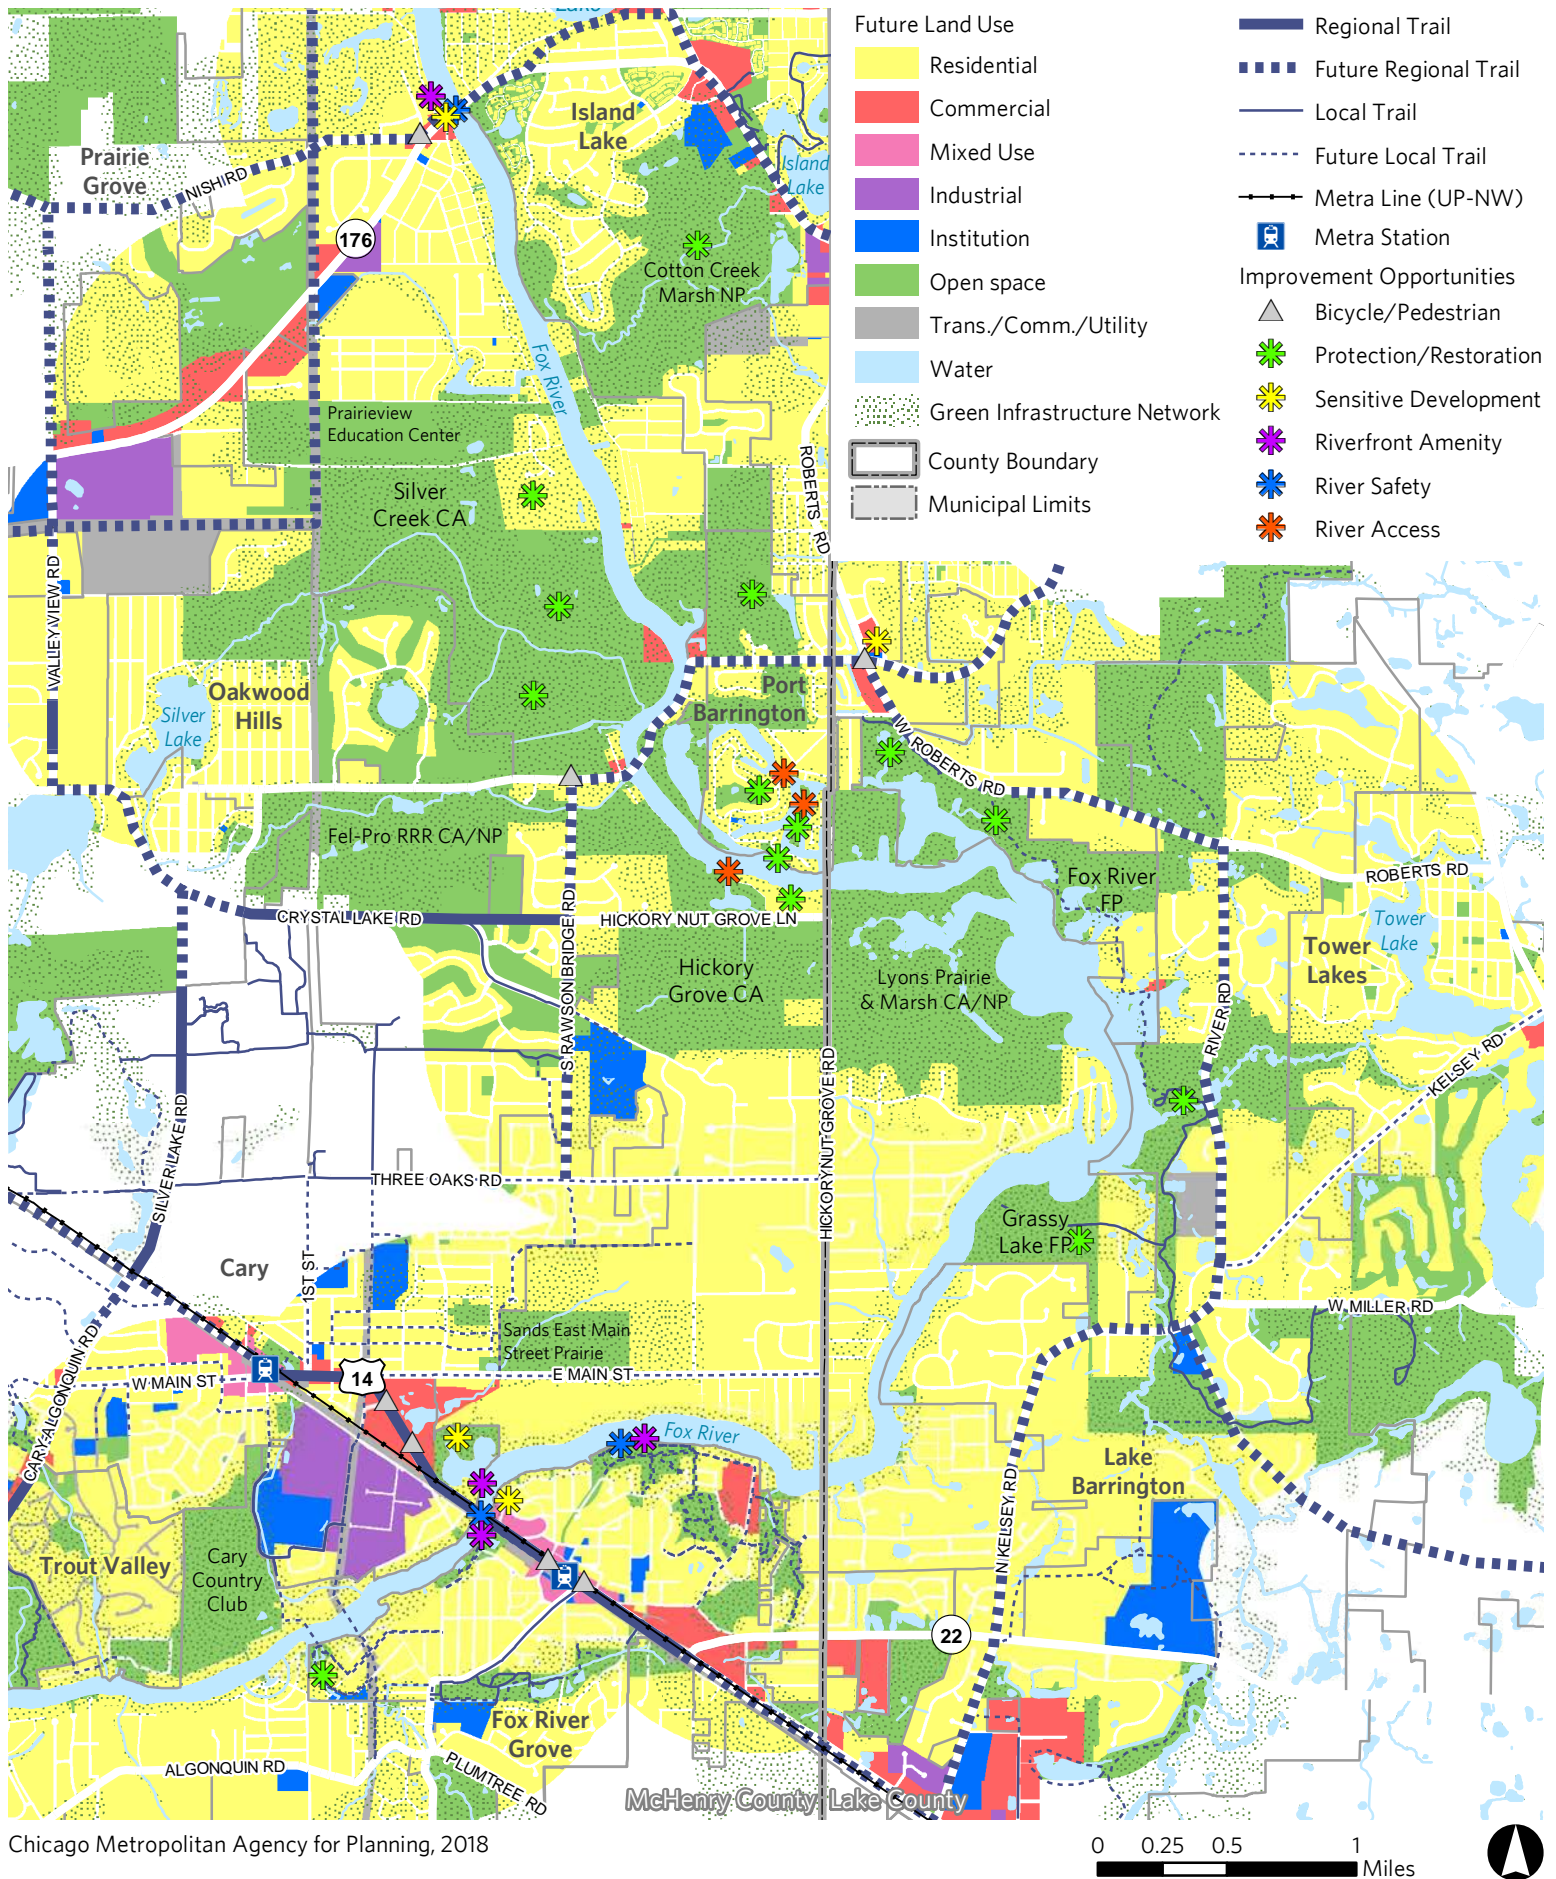 Future Land Use
Residential
Commercial
Mixed Use
Industrial
Institution
Open space
Trans./Comm./Utility
Water
Green Infrastructure Network
County Boundary
Municipal Limits
Regional Trail
Future Regional Trail
Local Trail
Future Local Trail
Metra Line (UP-NW)
Metra Station
Improvement Opportunities
Bicycle/Pedestrian
Protection/Restoration
Sensitive Development
Riverfront Amenity
River Safety
River Access
Lake
Island
Lake
Prairie
Grove
NISH RD
Island
Lake
176
Cotton Creek
Marsh NP
Fox River
Prairieview
Education Center
ROBERTS RD
Silver
Creek CA
VALLEY VIEW RD
Oakwood
Hills
Silver
Lake
Port
Barrington
W ROBERTS RD
Fel-Pro RRR CA/NP
Fox River
FP
ROBERTS RD
CRYSTAL LAKE RD
HICKORY NUT GROVE LN
S RAWSON BRIDGE RD
Tower
Lake
Tower
Lakes
Hickory
Grove CA
Lyons Prairie
& Marsh CA/NP
RIVER RD
KELSEY RD
HICKORY NUT GROVE RD
SILVER LAKE RD
THREE OAKS RD
Grassy
Lake FP
Cary
1ST ST
W MILLER RD
Sands East Main
Street Prairie
W MAIN ST
14
E MAIN ST
CARY-ALGONQUIN RD
Fox River
Lake
Barrington
N KELSEY RD
Trout Valley
Cary
Country
Club
22
Fox River
Grove
ALGONQUIN RD
PLUMTREE RD
McHenry County
Lake County
Chicago Metropolitan Agency for Planning, 2018
0 0.25 0.5 1
Miles